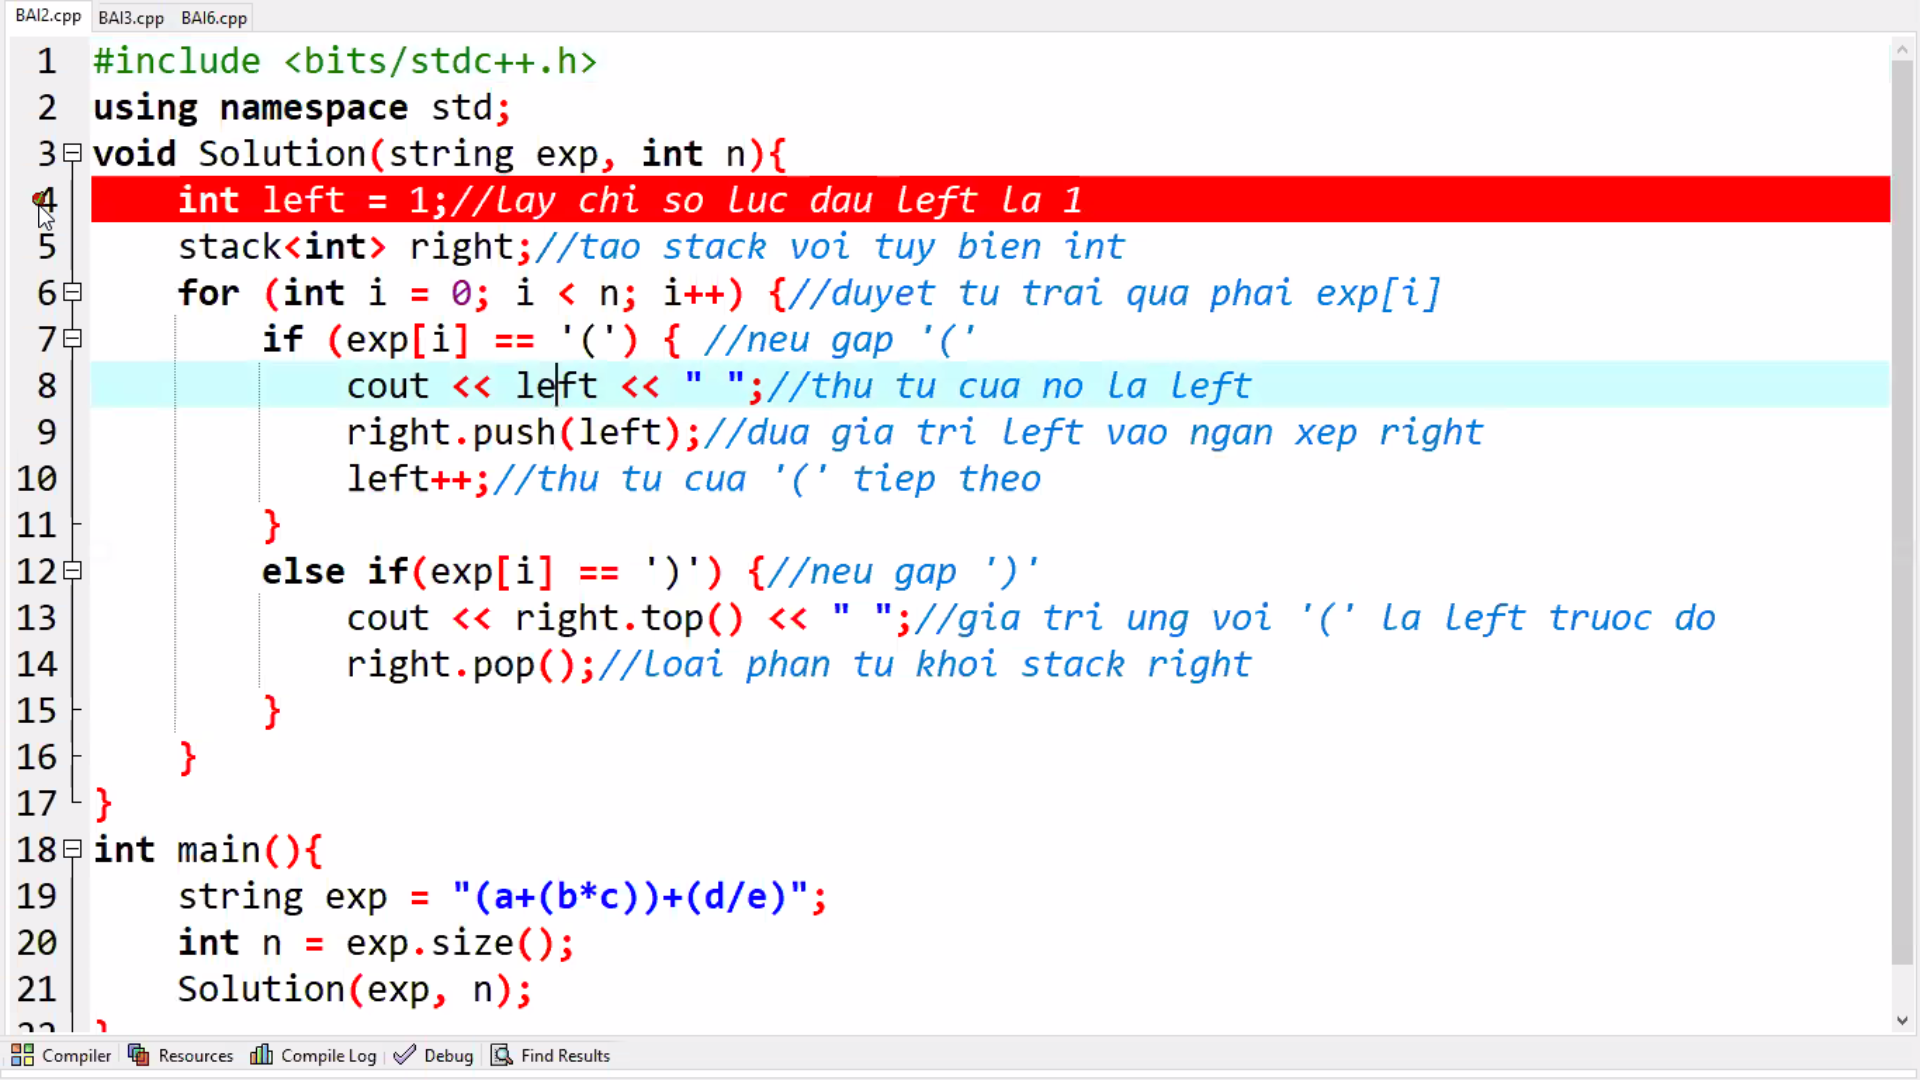 BAI2.cpp BAI3.cpp BAI6.cpp
1 #include <bits/stdc++.h>
2 using namespace std;
3 void Solution(string exp, int n){
4     int left = 1;//lay chi so luc dau left la 1
5     stack<int> right;//tao stack voi tuy bien int
6     for (int i = 0; i < n; i++) {//duyet tu trai qua phai exp[i]
7         if (exp[i] == '(') { //neu gap '('
8             cout << left << " ";//thu tu cua no la left
9             right.push(left);//dua gia tri left vao ngan xep right
10             left++;//thu tu cua '(' tiep theo
11         }
12         else if(exp[i] == ')') {//neu gap ')'
13             cout << right.top() << " ";//gia tri ung voi '(' la left truoc do
14             right.pop();//loai phan tu khoi stack right
15         }
16     }
17 }
18 int main(){
19     string exp = "(a+(b*c))+(d/e)";
20     int n = exp.size();
21     Solution(exp, n);
22 }
Compiler Resources Compile Log Debug Find Results